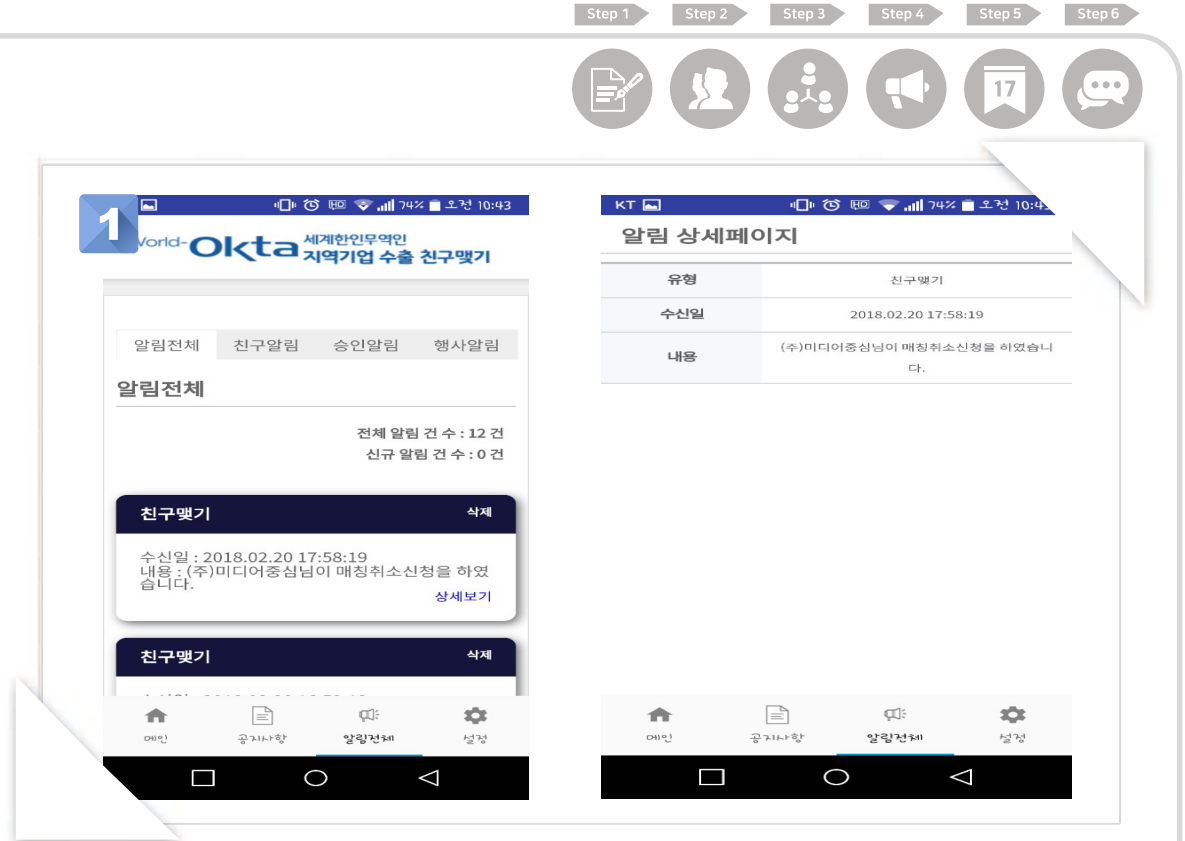 Step 1 Step 2 Step 3 Step 4 Step 5 Step 6
17
1
74% 오전 10:43
World-Okta 세계한인무역인
지역기업 수출 친구맺기
알림전체 친구알림 승인알림 행사알림
알림전체
전체 알림 건 수 : 12 건
신규 알림 건 수 : 0 건
친구맺기 삭제
수신일 : 2018.02.20 17:58:19
내용 : (주)미디어중심님이 매칭취소신청을 하였
습니다.
상세보기
친구맺기 삭제
메인 공지사항 알림전체 설정
KT HD 74% 오전 10:43
알림 상세페이지
유형 친구맺기
수신일 2018.02.20 17:58:19
내용 (주)미디어중심님이 매칭취소신청을 하였습니
다.
메인 공지사항 알림전체 설정